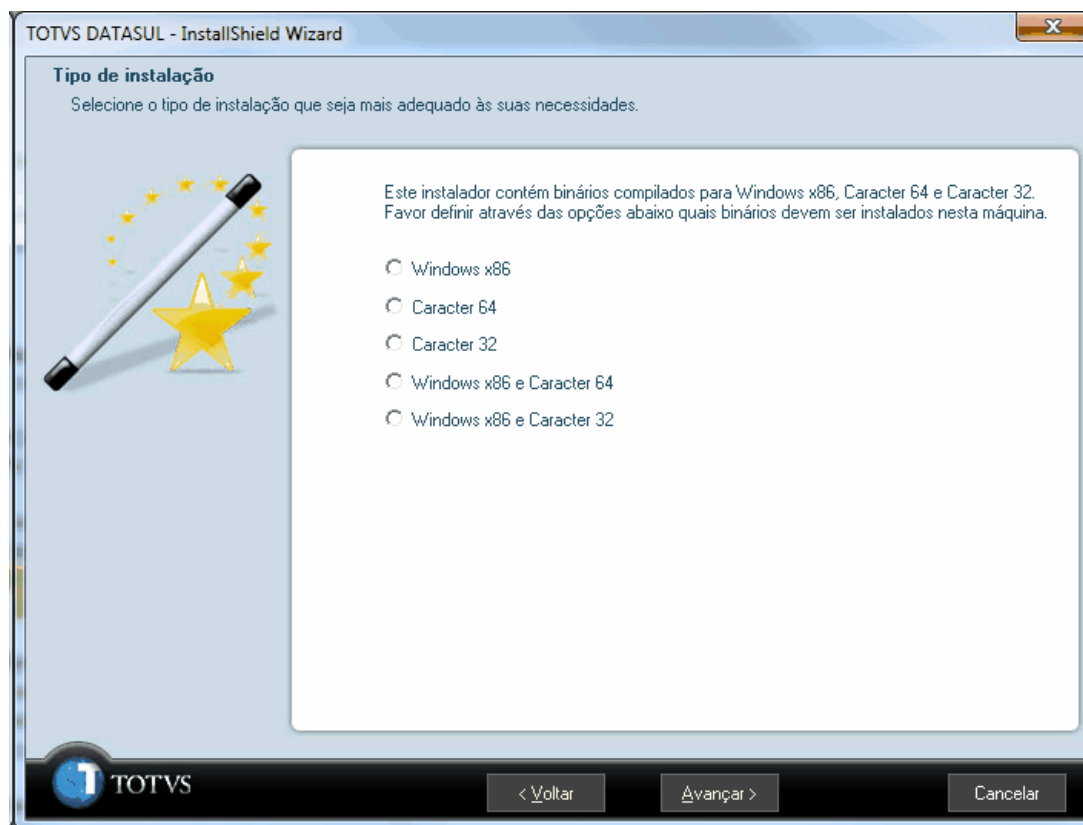 TOTVS DATASUL - InstallShield Wizard
Tipo de instalação
Selecione o tipo de instalação que seja mais adequado às suas necessidades.
Este instalador contém binários compilados para Windows x86, Caracter 64 e Caracter 32.
Favor definir através das opções abaixo quais binários devem ser instalados nesta máquina.
Windows x86
Caracter 64
Caracter 32
Windows x86 e Caracter 64
Windows x86 e Caracter 32
TOTVS
< Voltar
Avançar >
Cancelar